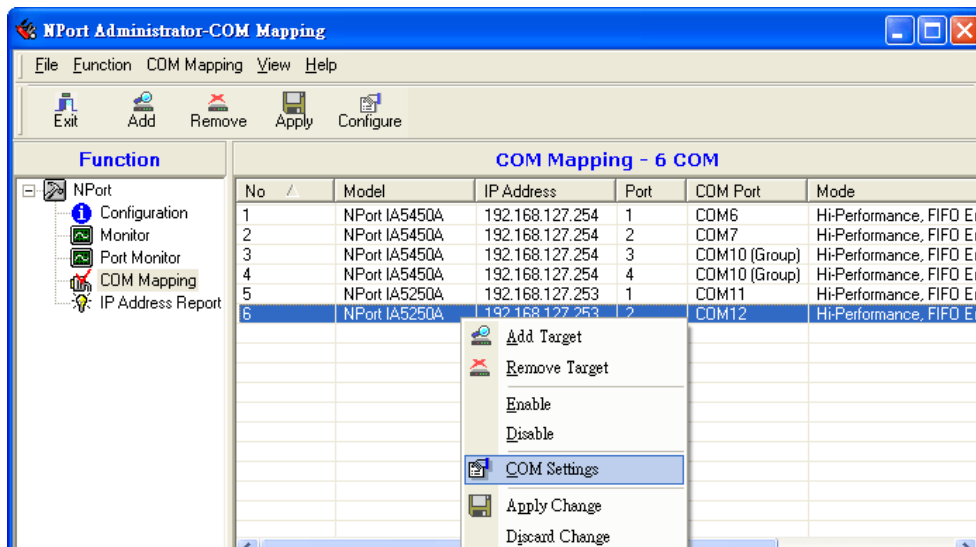 NPort Administrator-COM Mapping
File Function COM Mapping View Help
Exit Add Remove Apply Configure
Function
COM Mapping - 6 COM
NPort
Configuration
Monitor
Port Monitor
COM Mapping
IP Address Report
No Model IP Address Port COM Port Mode
1 NPort IA5450A 192.168.127.254 1 COM6 Hi-Performance, FIFO
2 NPort IA5450A 192.168.127.254 2 COM7 Hi-Performance, FIFO
3 NPort IA5450A 192.168.127.254 3 COM10 (Group) Hi-Performance, FIFO
4 NPort IA5450A 192.168.127.254 4 COM10 (Group) Hi-Performance, FIFO
5 NPort IA5250A 192.168.127.253 1 COM11 Hi-Performance, FIFO
6 NPort IA5250A 192.168.127.253 2 COM12 Hi-Performance, FIFO
Add Target
Remove Target
Enable
Disable
COM Settings
Apply Change
Discard Change